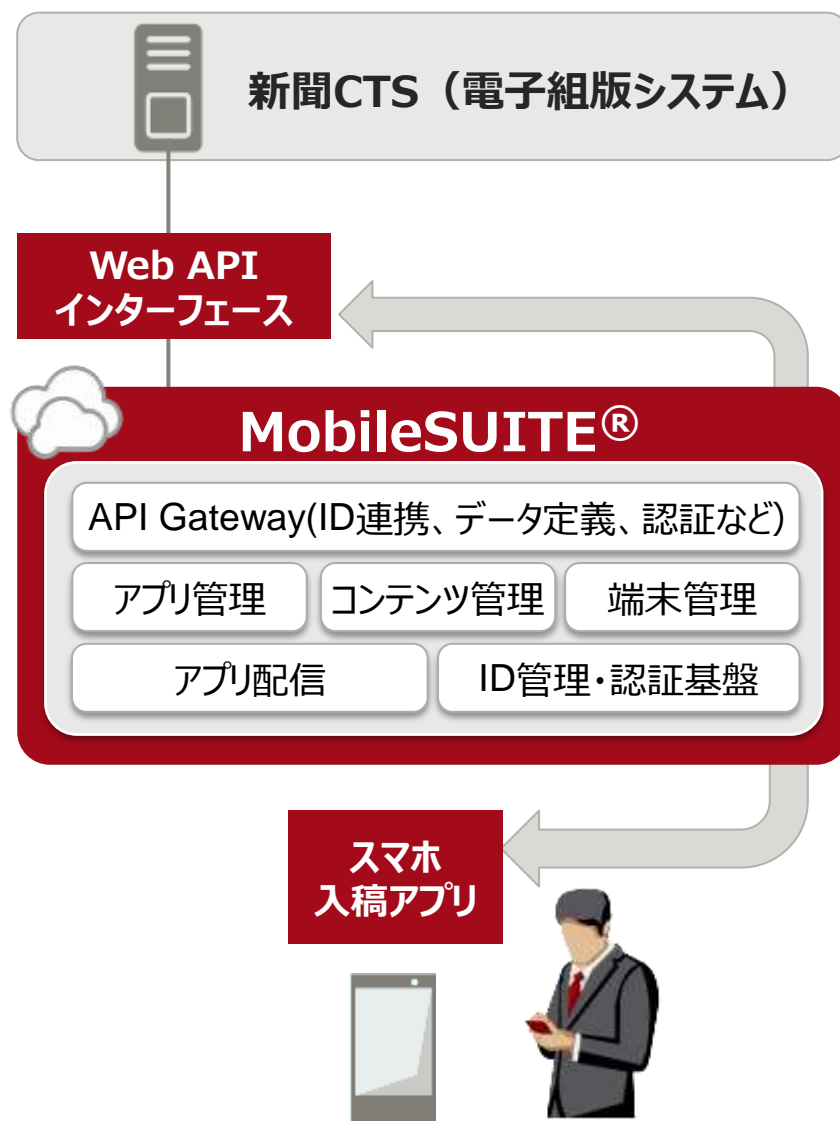 新聞CTS（電子組版システム）
Web API
インターフェース
MobileSUITE®
API Gateway(ID連携、データ定義、認証など)
アプリ管理
コンテンツ管理
端末管理
アプリ配信
ID管理・認証基盤
スマホ
入稿アプリ